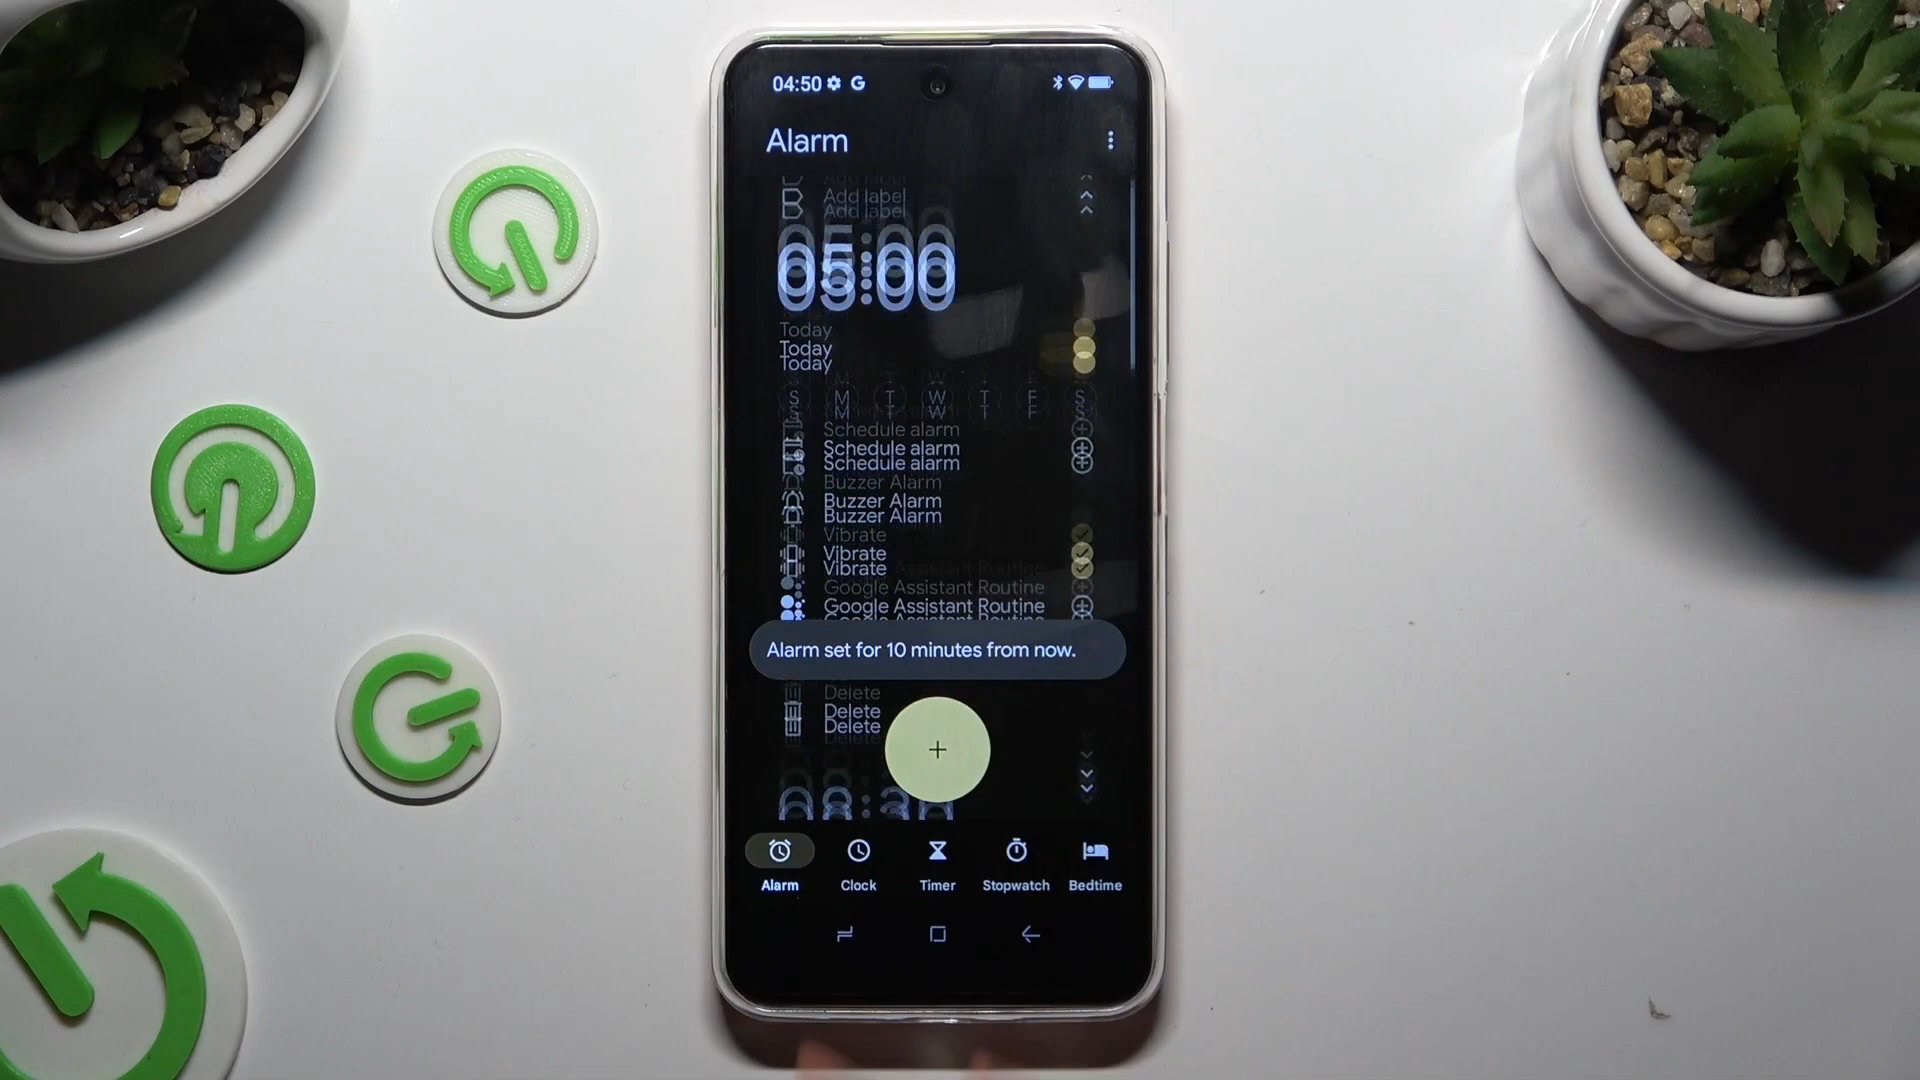 04:50 G
Alarm
Add label
05:00
Today
S M T W T F S
Schedule alarm
Buzzer Alarm
Vibrate
Google Assistant Routine
Alarm set for 10 minutes from now.
Delete
+
Alarm Clock Timer Stopwatch Bedtime